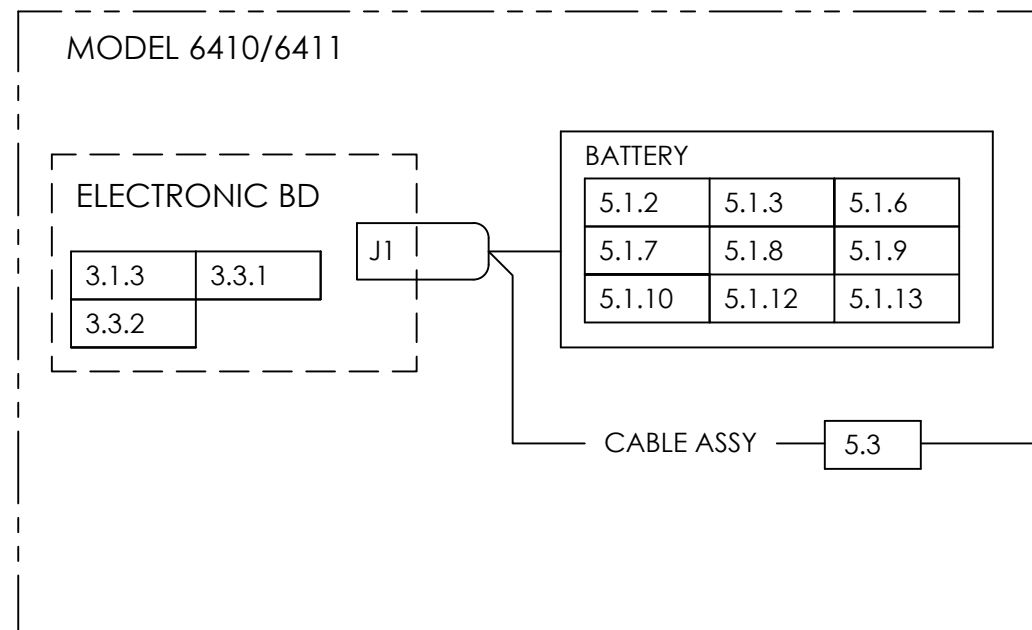 MODEL 6410/6411
ELECTRONIC BD
3.1.3 3.3.1
3.3.2
J1
BATTERY
5.1.2 5.1.3 5.1.6
5.1.7 5.1.8 5.1.9
5.1.10 5.1.12 5.1.13
CABLE ASSY 5.3